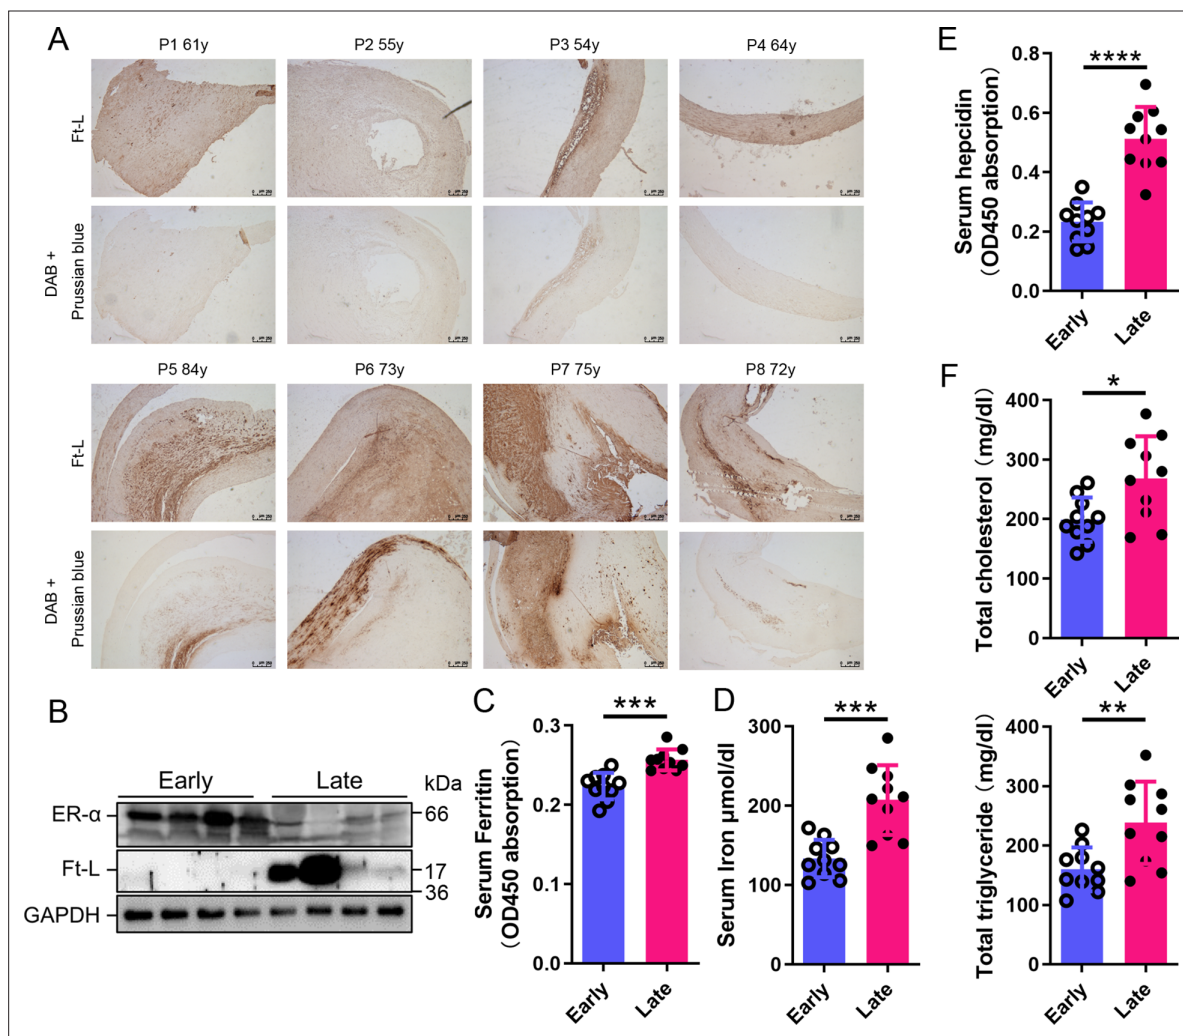 A
P1 61y
P2 55y
P3 54y
P4 64y
Ft-L
DAB +
Prussian blue
P5 84y
P6 73y
P7 75y
P8 72y
Ft-L
DAB +
Prussian blue
B
Early
Late
kDa
ER-α
66
Ft-L
17
36
GAPDH
C
***
Serum Ferritin
(OD450 absorption)
0.3
0.2
0.1
0.0
Early
Late
D
***
Serum Iron μmol/dl
300
200
100
0
Early
Late
E
****
Serum hepcidin
(OD450 absorption)
0.8
0.6
0.4
0.2
0.0
Early
Late
F
*
Total cholesterol (mg/dl)
400
300
200
100
0
Early
Late
**
Total triglyceride (mg/dl)
400
300
200
100
0
Early
Late